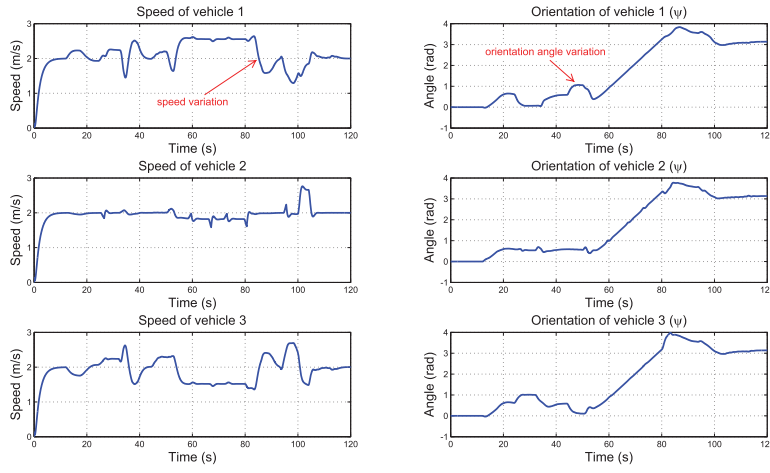 Speed of vehicle 1
Speed (m/s)
3
2
1
0
0 20 40 60 80 100 120
Time (s)
speed variation
Orientation of vehicle 1 (ψ)
Angle (rad)
4
3
2
1
0
-1
0 20 40 60 80 100 120
Time (s)
orientation angle variation
Speed of vehicle 2
Speed (m/s)
3
2
1
0
0 20 40 60 80 100 120
Time (s)
Orientation of vehicle 2 (ψ)
Angle (rad)
4
3
2
1
0
-1
0 20 40 60 80 100 120
Time (s)
Speed of vehicle 3
Speed (m/s)
3
2
1
0
0 20 40 60 80 100 120
Time (s)
Orientation of vehicle 3 (ψ)
Angle (rad)
4
3
2
1
0
-1
0 20 40 60 80 100 120
Time (s)